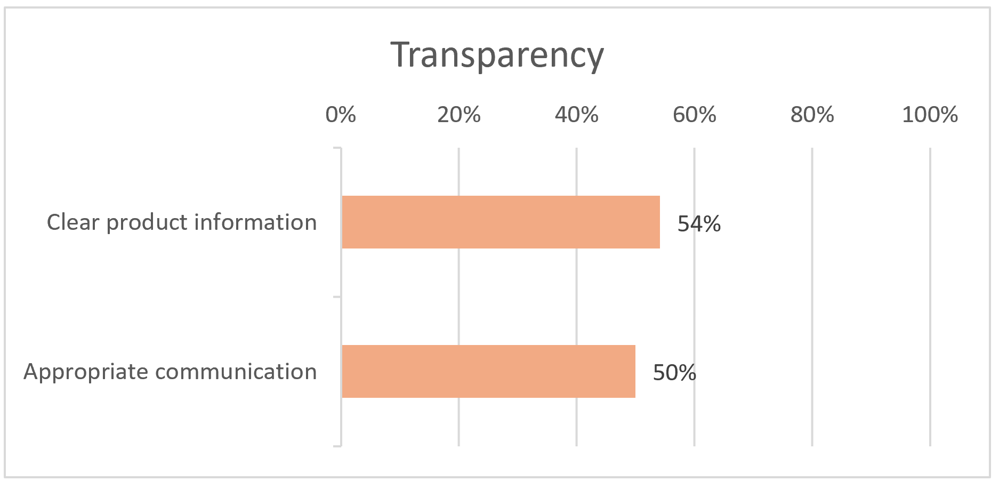 Transparency
0% 20% 40% 60% 80% 100%
Clear product information 54%
Appropriate communication 50%